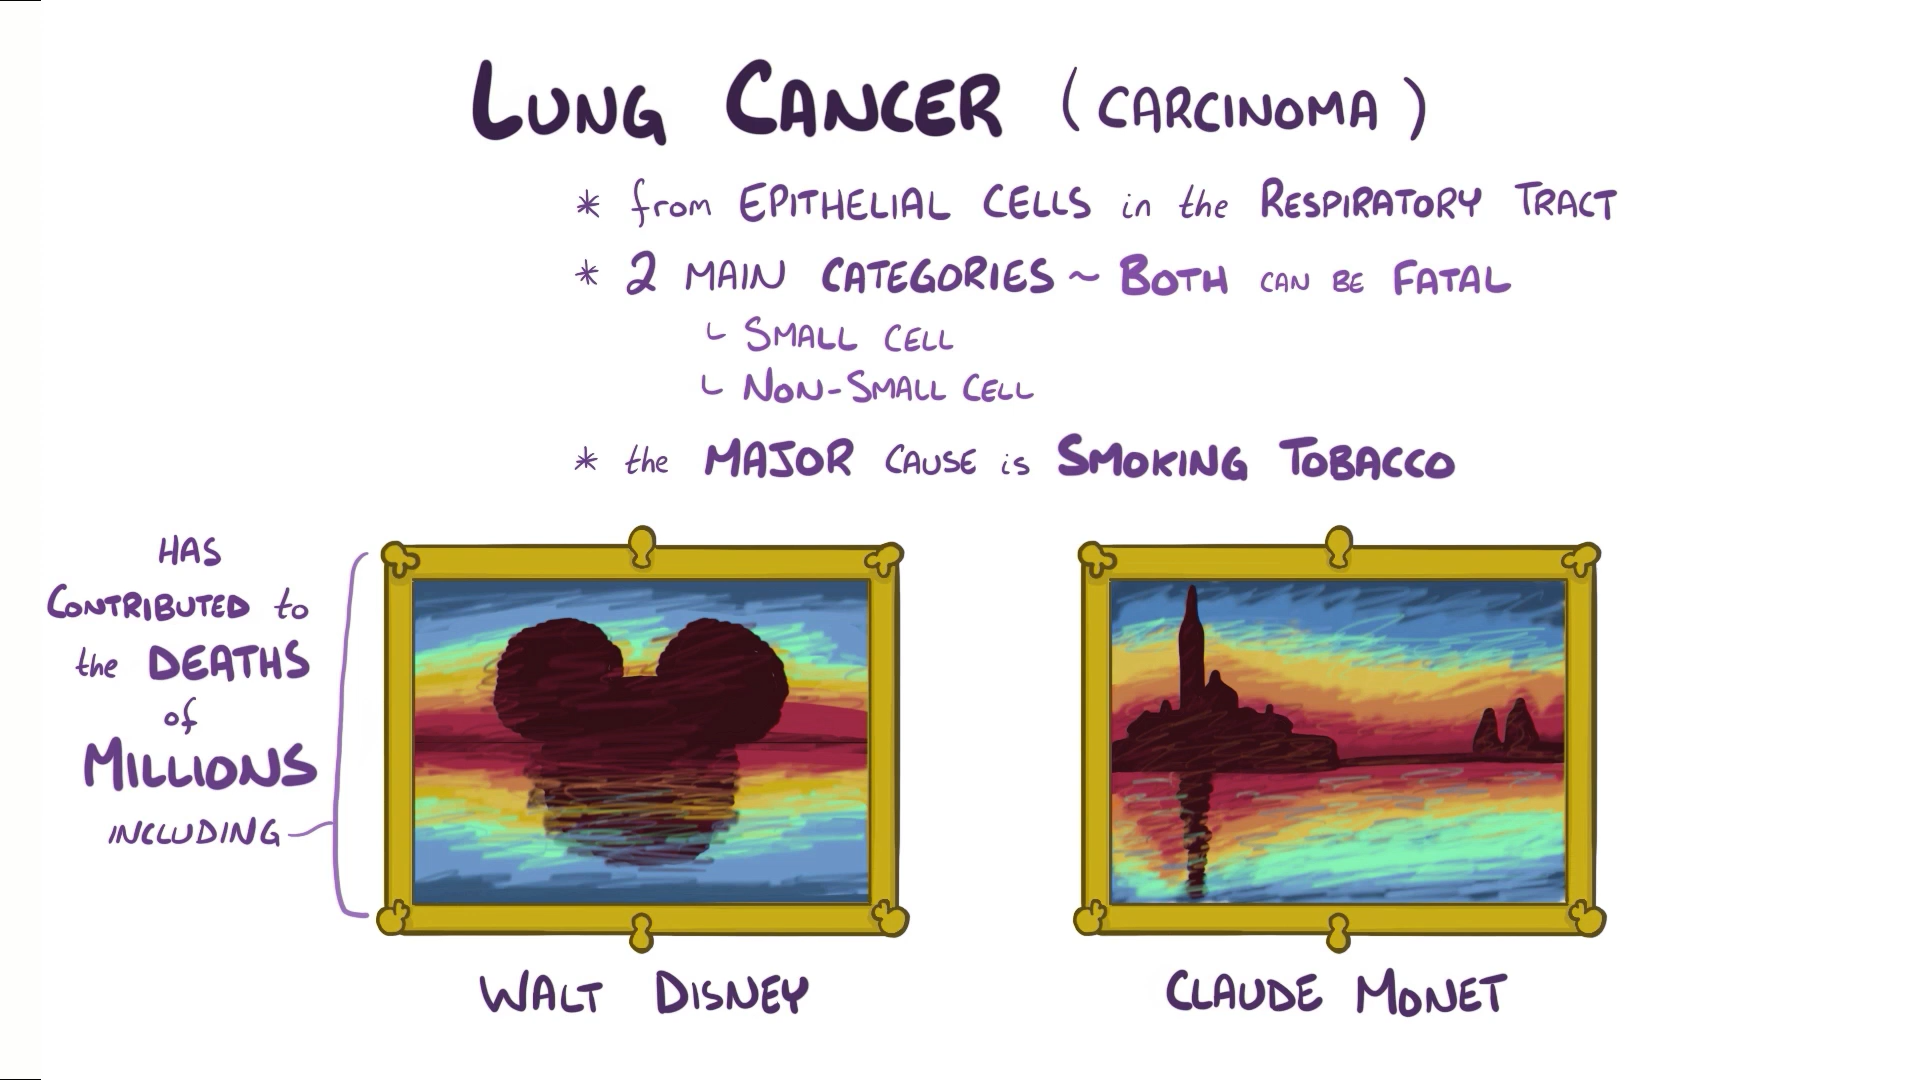 LUNG CANCER (CARCINOMA)
* from EPITHELIAL CELLS in the RESPIRATORY TRACT
* 2 MAIN CATEGORIES ~ BOTH CAN BE FATAL
SMALL CELL
NON-SMALL CELL
* the MAJOR CAUSE is SMOKING TOBACCO
HAS
CONTRIBUTED to
the DEATHS
of
MILLIONS
INCLUDING
WALT DISNEY
CLAUDE MONET